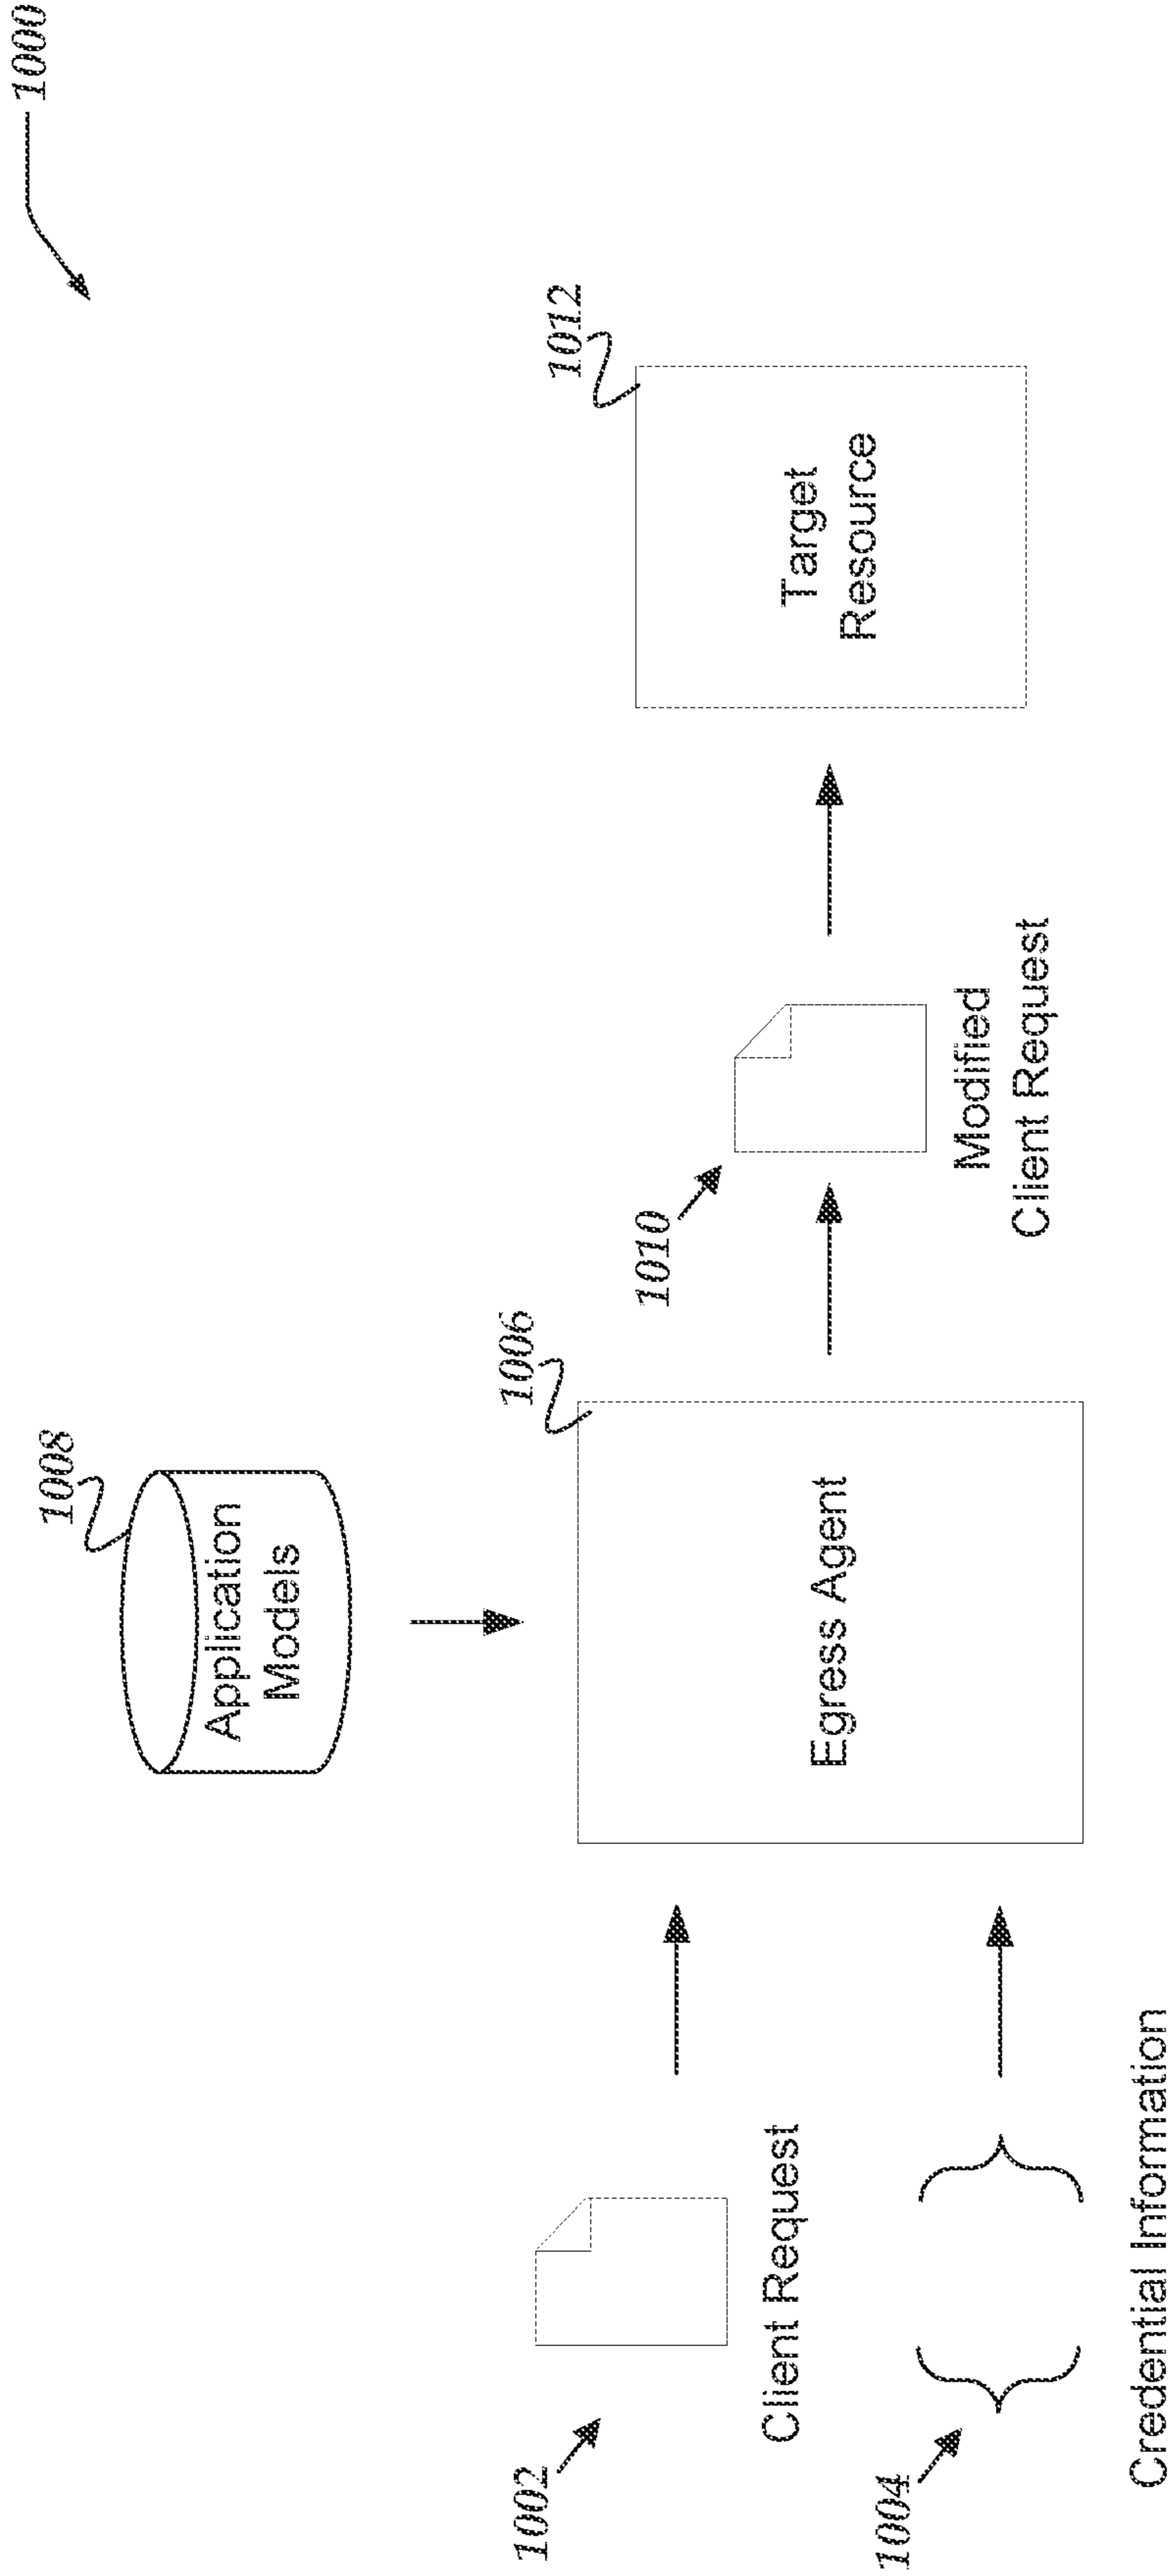 1000
1008
Application
Models
1006
1012
1002
Client Request
Egress Agent
1010
Modified
Client Request
Target
Resource
1004
Credential Information